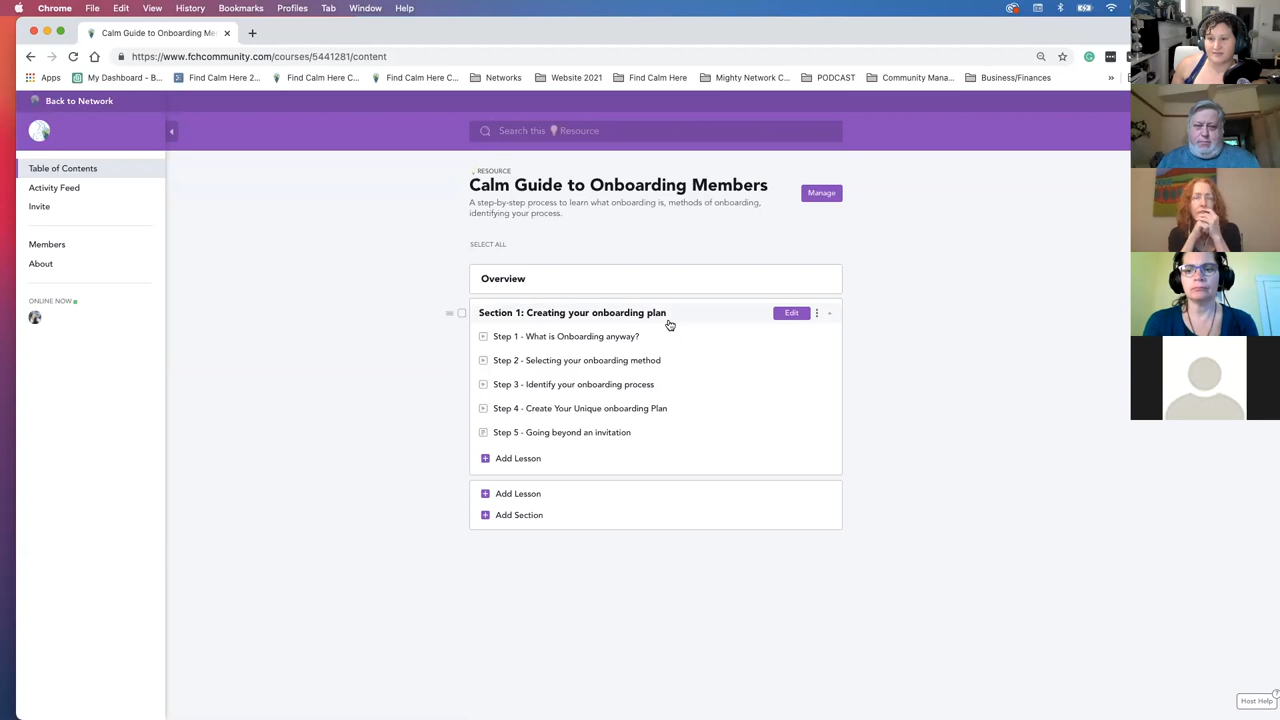 Chrome File Edit View History Bookmarks Profiles Tab Window Help
Calm Guide to Onboarding Me
https://www.fchcommunity.com/courses/5441281/content
Apps My Dashboard - B... Find Calm Here 2... Find Calm Here C... Find Calm Here C... Networks Website 2021 Find Calm Here Mighty Network C... PODCAST Community Mana... Business/Finances »
Back to Network
Search this Resource
Table of Contents
Activity Feed
Invite
Members
About
ONLINE NOW
RESOURCE
Calm Guide to Onboarding Members
A step-by-step process to learn what onboarding is, methods of onboarding,
identifying your process.
Manage
SELECT ALL
Overview
Section 1: Creating your onboarding plan
Edit
Step 1 - What is Onboarding anyway?
Step 2 - Selecting your onboarding method
Step 3 - Identify your onboarding process
Step 4 - Create Your Unique onboarding Plan
Step 5 - Going beyond an invitation
Add Lesson
Add Lesson
Add Section
Host Help
?